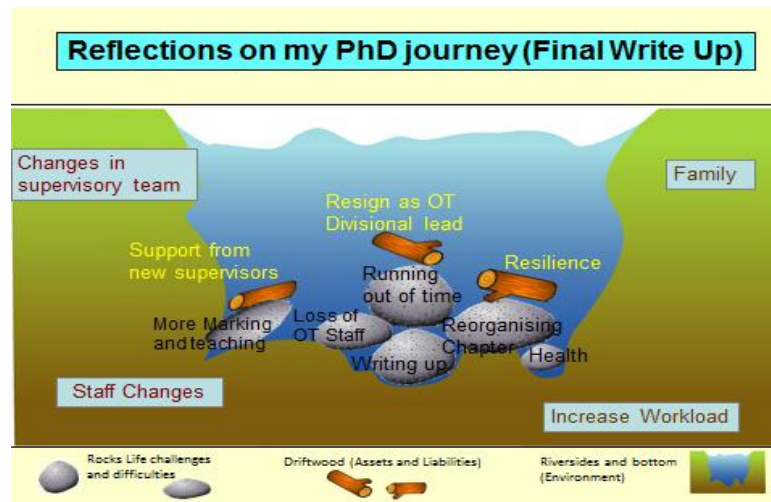 Reflections on my PhD journey (Final Write Up)
Changes in
supervisory team
Family
Resign as OT
Divisional lead
Support from
new supervisors
Resilience
Running
out of time
More Marking
and teaching
Loss of
OT Staff
Reorganising
Chapter
Writing up
Health
Staff Changes
Increase Workload
Rocks Life challenges
and difficulties
Driftwood (Assets and Liabilities)
Riversides and bottom
(Environment)